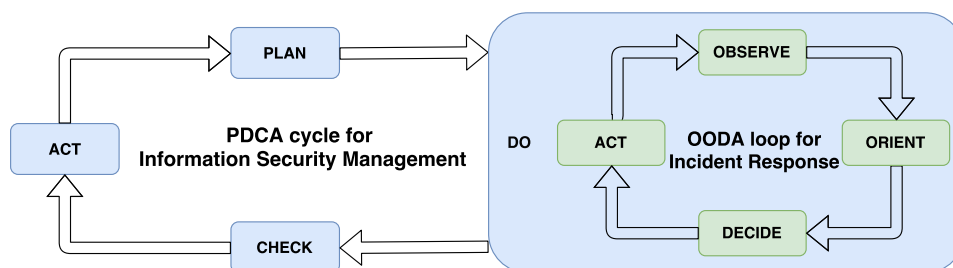 PLAN
OBSERVE
PDCA cycle for
Information Security Management
ACT
DO
ACT
OODA loop for
Incident Response
ORIENT
CHECK
DECIDE